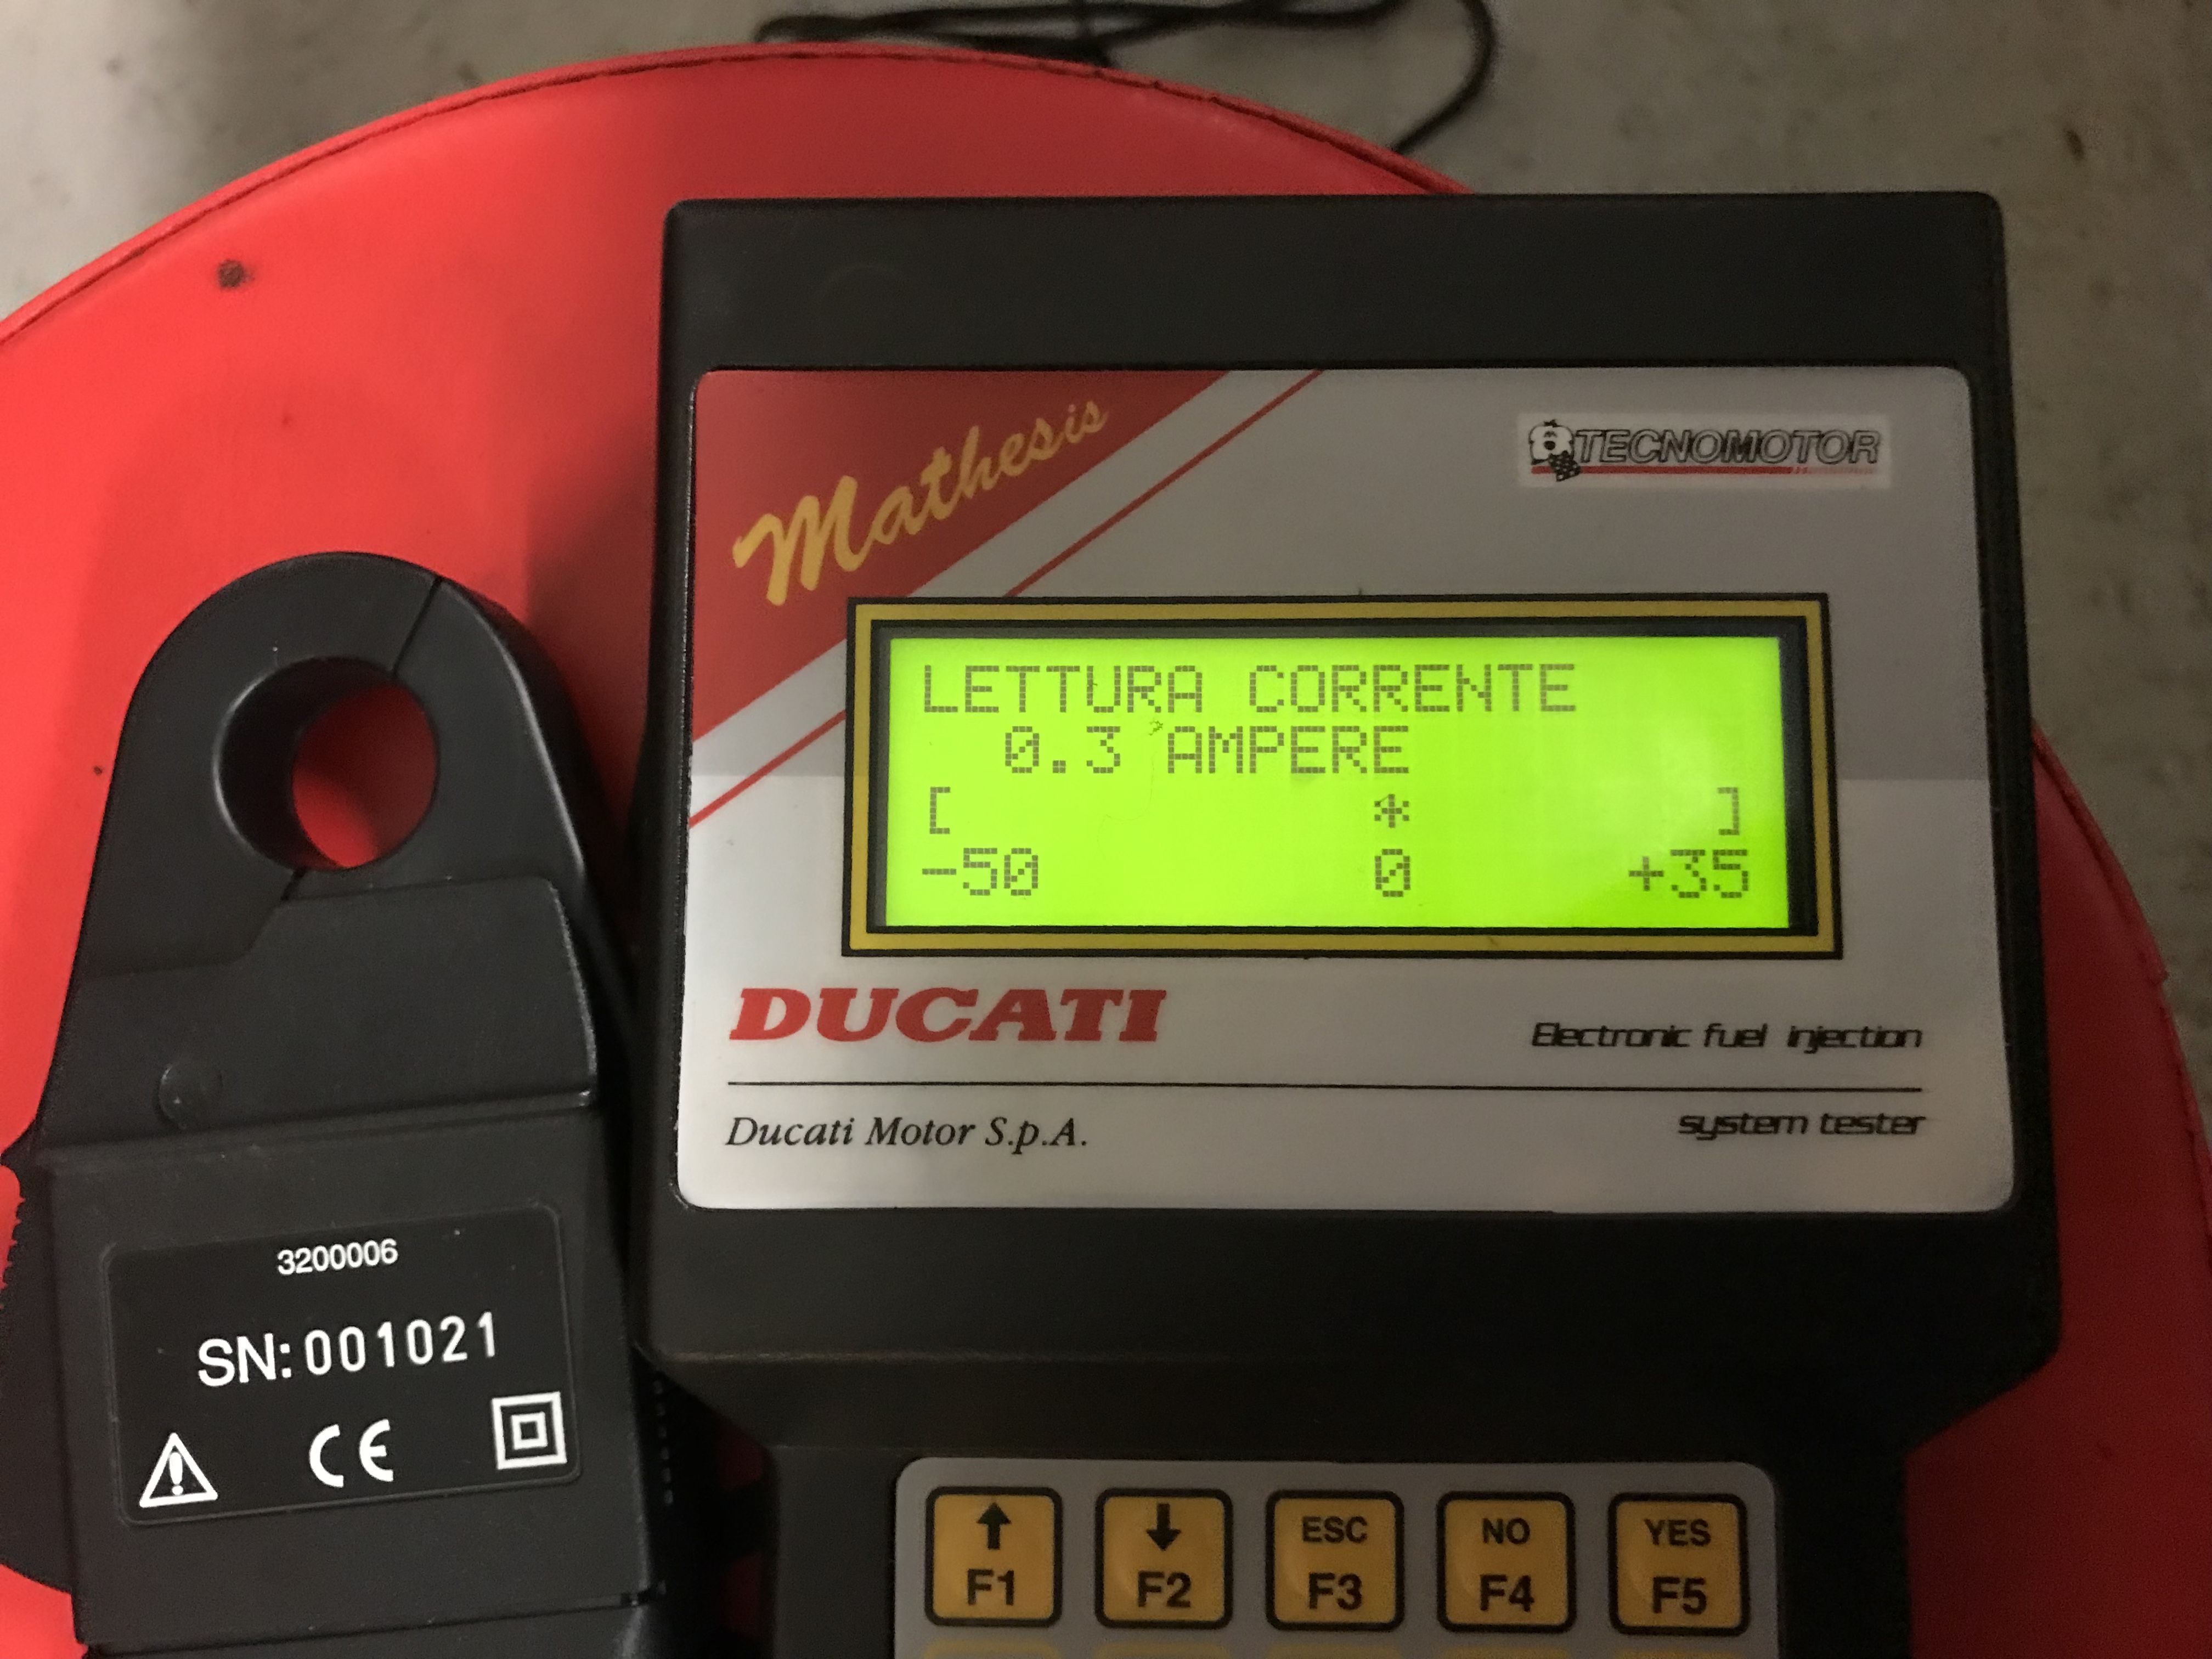 Mathesis
TECNOMOTOR
LETTURA CORRENTE
0.3 AMPERE
[ * ]
-50 0 +35
DUCATI
Electronic fuel injection
Ducati Motor S.p.A.
system tester
3200006
SN:001021
CE
↑ ↓ ESC NO YES
F1 F2 F3 F4 F5